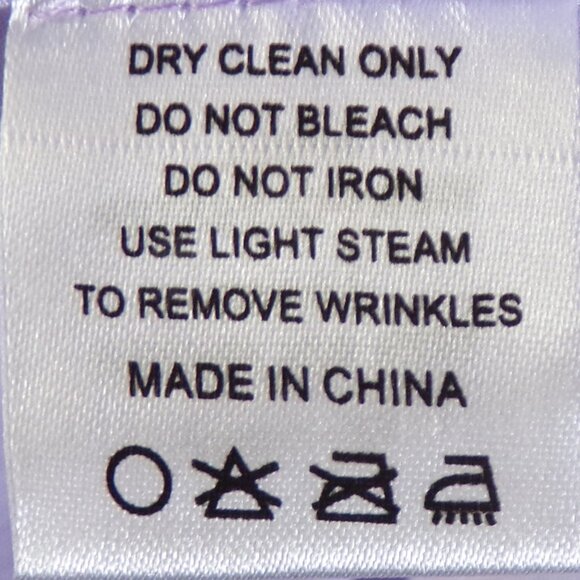 DRY CLEAN ONLY
DO NOT BLEACH
DO NOT IRON
USE LIGHT STEAM
TO REMOVE WRINKLES
MADE IN CHINA